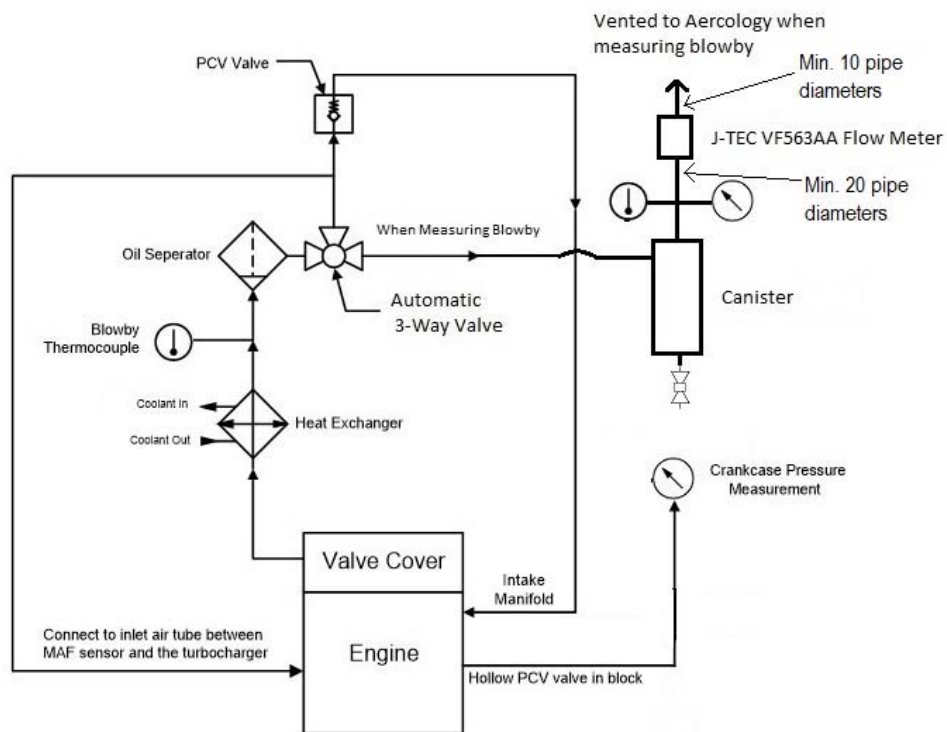 Vented to Aercology when
measuring blowby
PCV Valve
Min. 10 pipe
diameters
J-TEC VF563AA Flow Meter
Min. 20 pipe
diameters
When Measuring Blowby
Oil Seperator
Automatic
3-Way Valve
Canister
Blowby
Thermocouple
Coolant In
Coolant Out
Heat Exchanger
Crankcase Pressure
Measurement
Valve Cover
Intake
Manifold
Connect to inlet air tube between
MAF sensor and the turbocharger
Engine
Hollow PCV valve in block